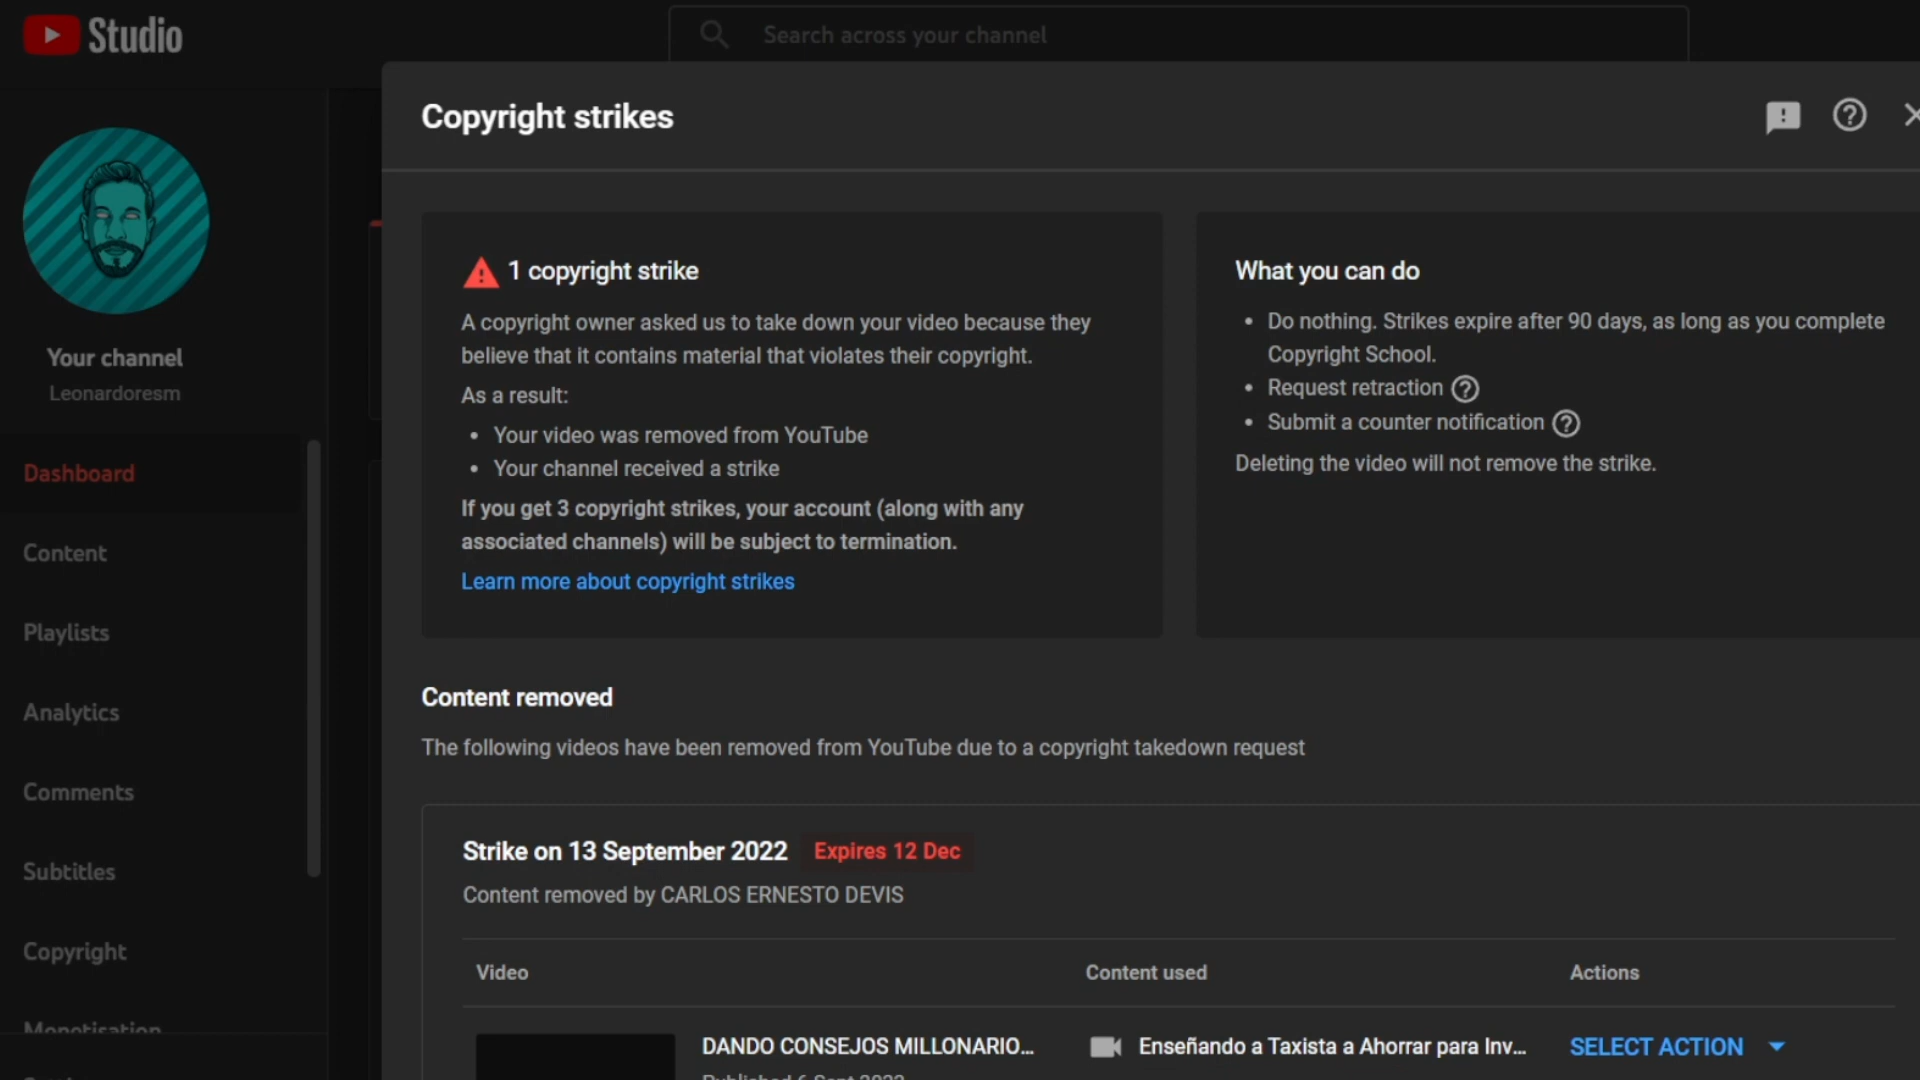 Studio
Search across your channel
Copyright strikes
Your channel
Leonardoresm
Dashboard
Content
Playlists
Analytics
Comments
Subtitles
Copyright
Monetisation
1 copyright strike
A copyright owner asked us to take down your video because they
believe that it contains material that violates their copyright.
As a result:
• Your video was removed from YouTube
• Your channel received a strike
If you get 3 copyright strikes, your account (along with any
associated channels) will be subject to termination.
Learn more about copyright strikes
What you can do
• Do nothing. Strikes expire after 90 days, as long as you complete
Copyright School.
• Request retraction
• Submit a counter notification
Deleting the video will not remove the strike.
Content removed
The following videos have been removed from YouTube due to a copyright takedown request
Strike on 13 September 2022 Expires 12 Dec
Content removed by CARLOS ERNESTO DEVIS
Video Content used Actions
DANDO CONSEJOS MILLONARIO... Enseñando a Taxista a Ahorrar para Inv... SELECT ACTION
Published 6 Sept 2022